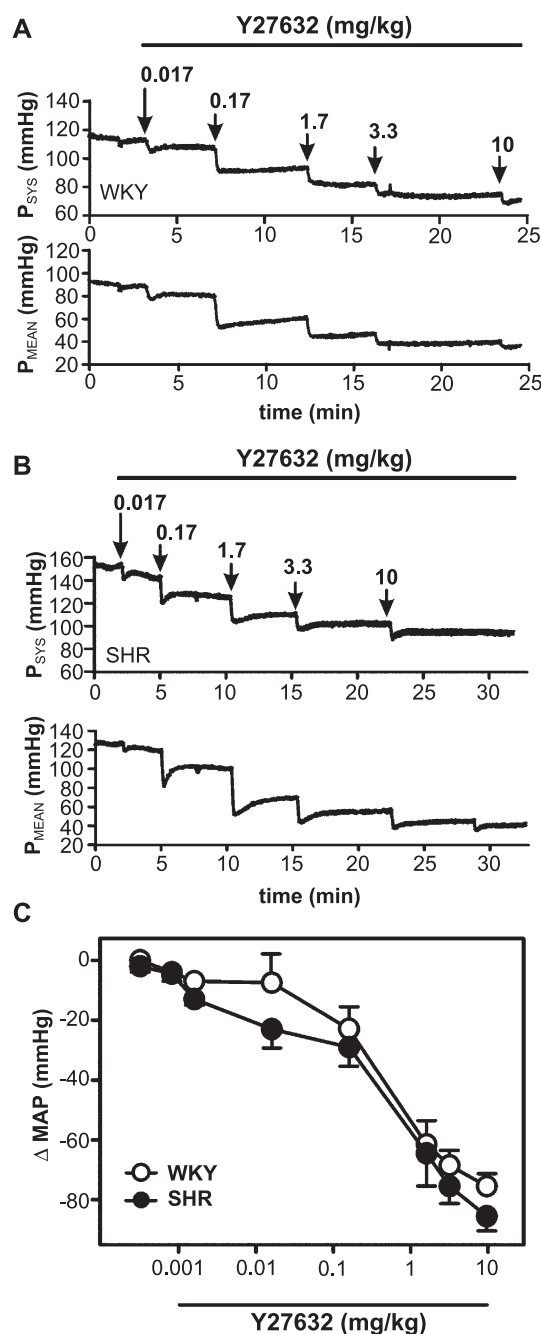 A
Y27632 (mg/kg)
0.017
0.17
1.7
3.3
10
140
120
100
80
60
P_SYS (mmHg)
WKY
0 5 10 15 20 25
120
100
80
60
40
20
P_MEAN (mmHg)
0 5 10 15 20 25
time (min)
B
Y27632 (mg/kg)
0.017
0.17
1.7
3.3
10
160
140
120
100
80
60
P_SYS (mmHg)
SHR
0 5 10 15 20 25 30
140
120
100
80
60
40
20
P_MEAN (mmHg)
0 5 10 15 20 25 30
time (min)
C
0
-20
-40
-60
-80
Δ MAP (mmHg)
WKY
SHR
0.001 0.01 0.1 1 10
Y27632 (mg/kg)